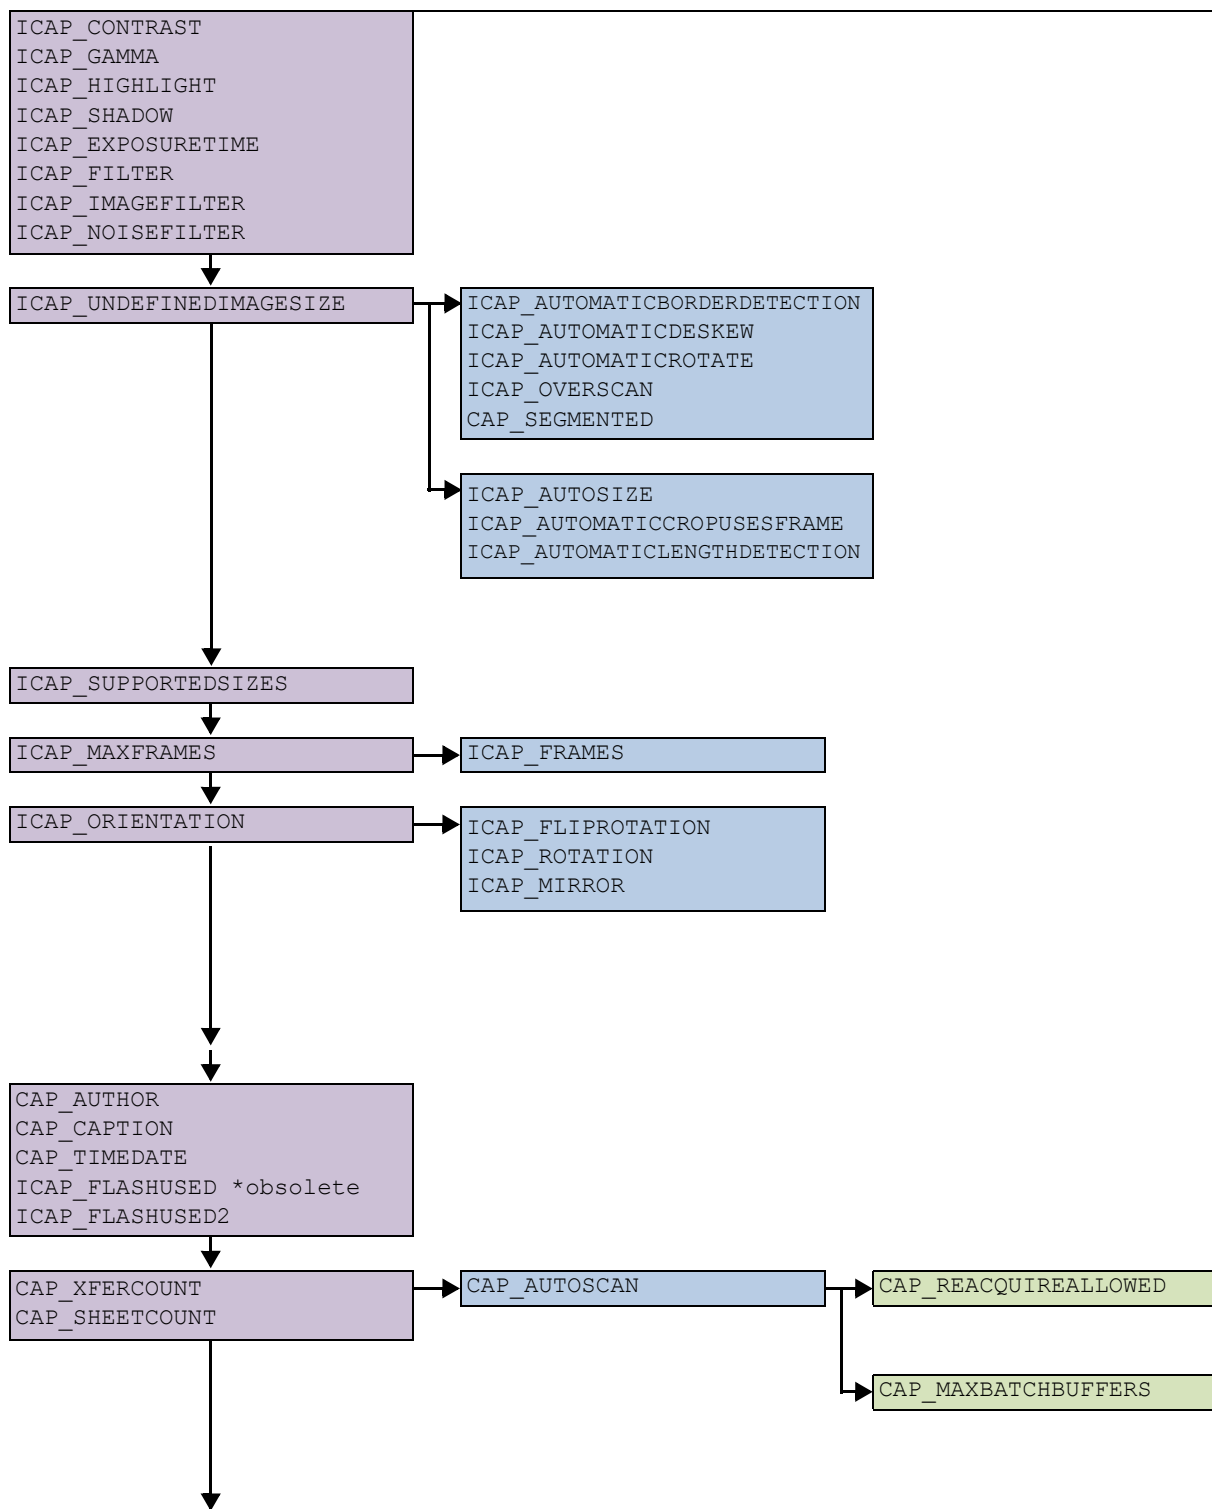 ICAP_CONTRAST
ICAP_GAMMA
ICAP_HIGHLIGHT
ICAP_SHADOW
ICAP_EXPOSURETIME
ICAP_FILTER
ICAP_IMAGEFILTER
ICAP_NOISEFILTER
ICAP_UNDEFINEDIMAGESIZE
ICAP_AUTOMATICBORDERDETECTION
ICAP_AUTOMATICDESKEW
ICAP_AUTOMATICROTATE
ICAP_OVERSCAN
CAP_SEGMENTED
ICAP_AUTOSIZE
ICAP_AUTOMATICCROPUSESFRAME
ICAP_AUTOMATICLENGTHDETECTION
ICAP_SUPPORTEDSIZES
ICAP_MAXFRAMES
ICAP_FRAMES
ICAP_ORIENTATION
ICAP_FLIPROTATION
ICAP_ROTATION
ICAP_MIRROR
CAP_AUTHOR
CAP_CAPTION
CAP_TIMEDATE
ICAP_FLASHUSED *obsolete
ICAP_FLASHUSED2
CAP_XFERCOUNT
CAP_SHEETCOUNT
CAP_AUTOSCAN
CAP_REACQUIREALLOWED
CAP_MAXBATCHBUFFERS